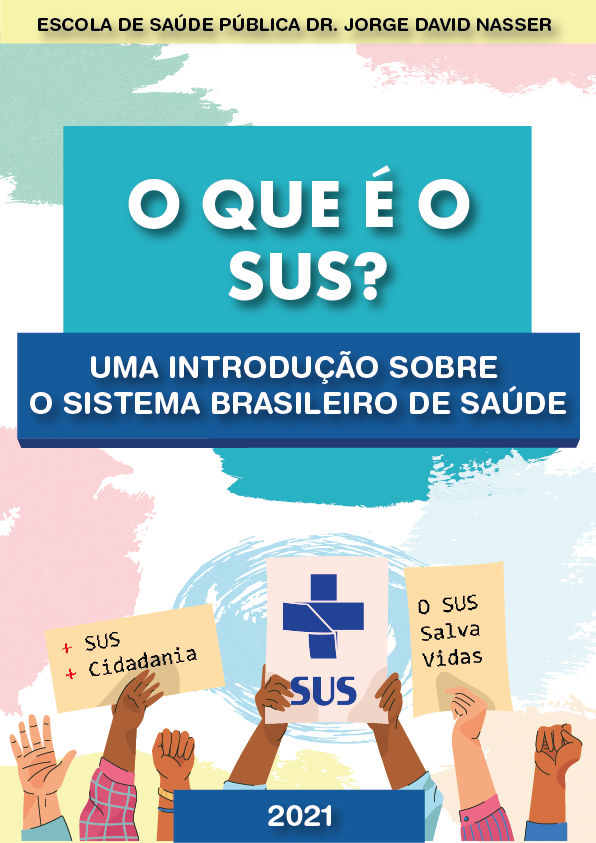 ESCOLA DE SAÚDE PÚBLICA DR. JORGE DAVID NASSER
O QUE É O
SUS?
UMA INTRODUÇÃO SOBRE
O SISTEMA BRASILEIRO DE SAÚDE
+ SUS
+ Cidadania
SUS
O SUS
Salva
Vidas
2021